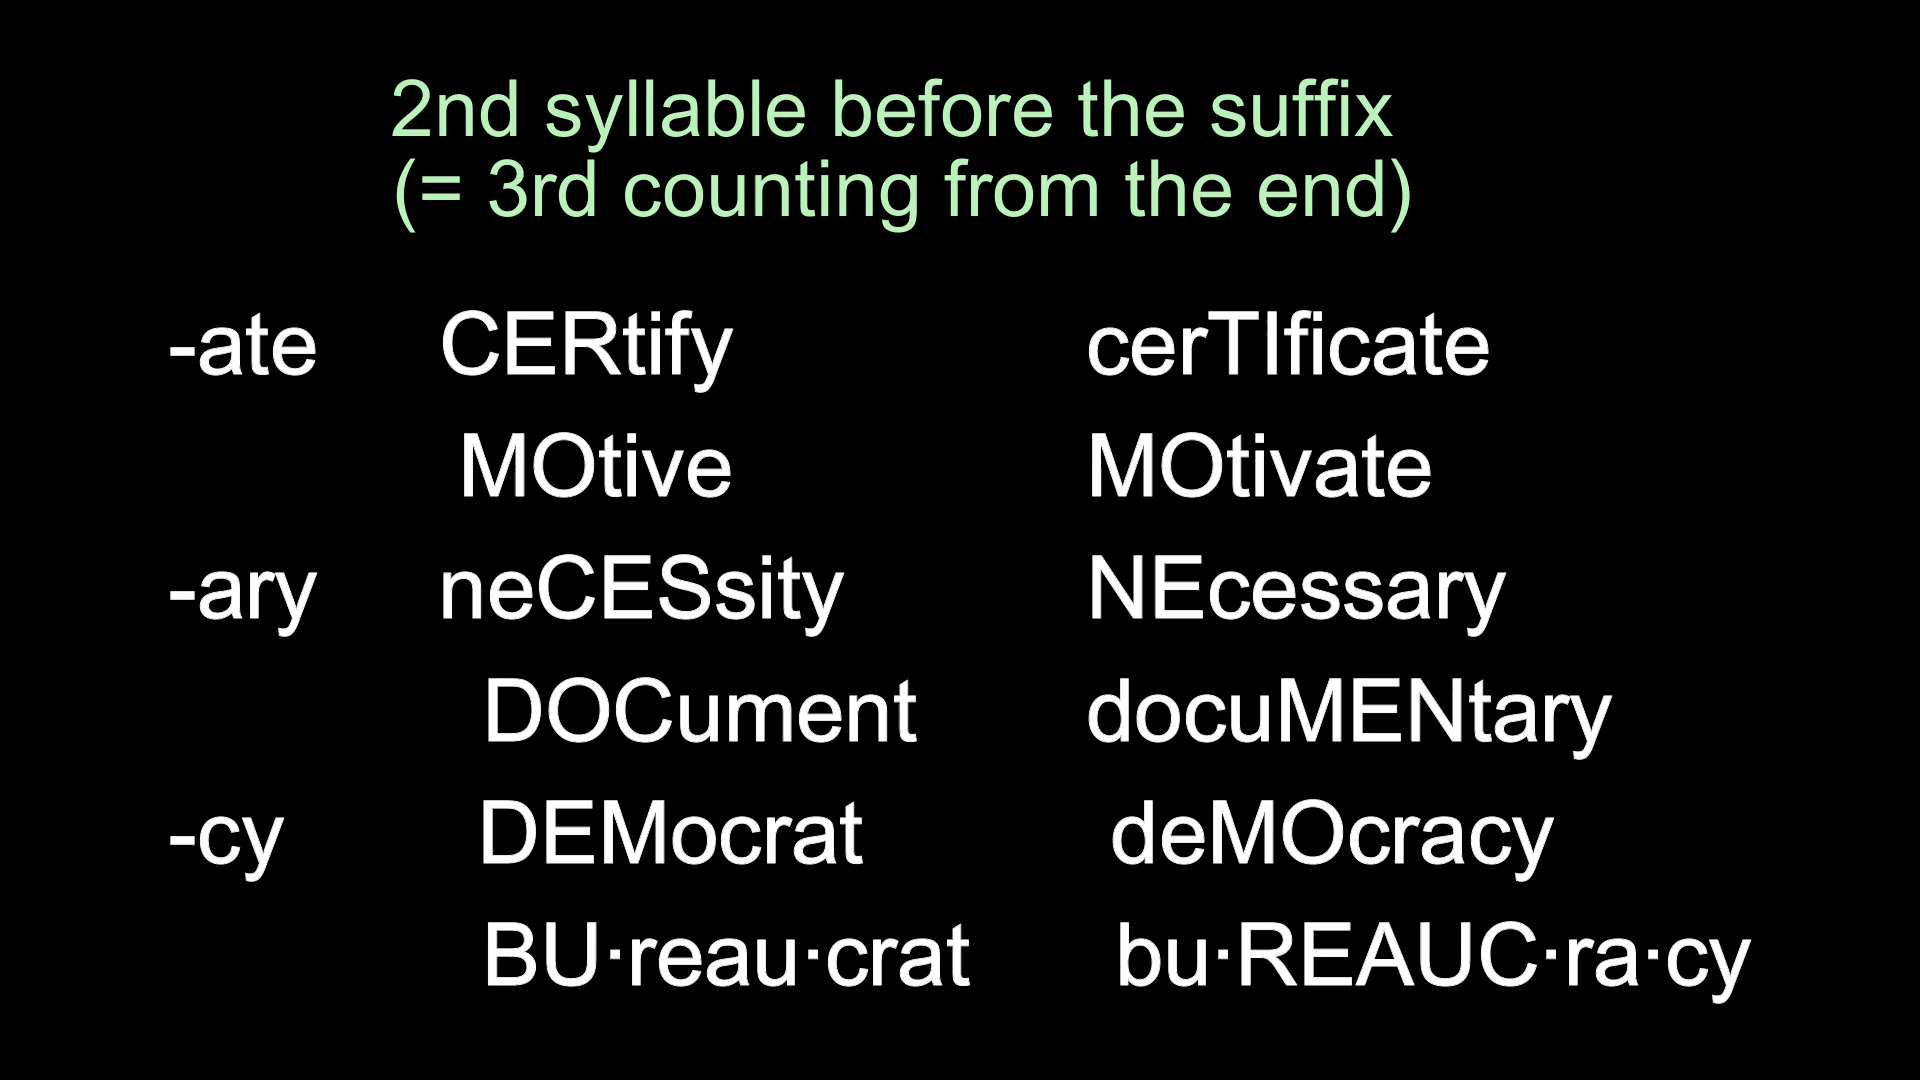 2nd syllable before the suffix
(= 3rd counting from the end)
-ate CERtify cerTIficate
MOtive MOtivate
-ary neCESsity NEcessary
DOCument docuMENtary
-cy DEMocrat deMOcracy
BU·reau·crat bu·REAUC·ra·cy